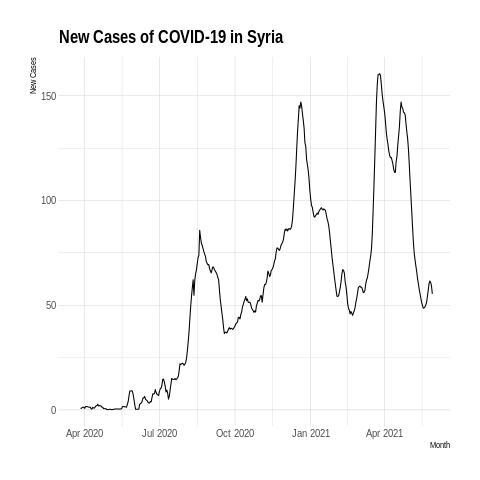 New Cases of COVID-19 in Syria
New Cases
150
100
50
0
Apr 2020 Jul 2020 Oct 2020 Jan 2021 Apr 2021
Month